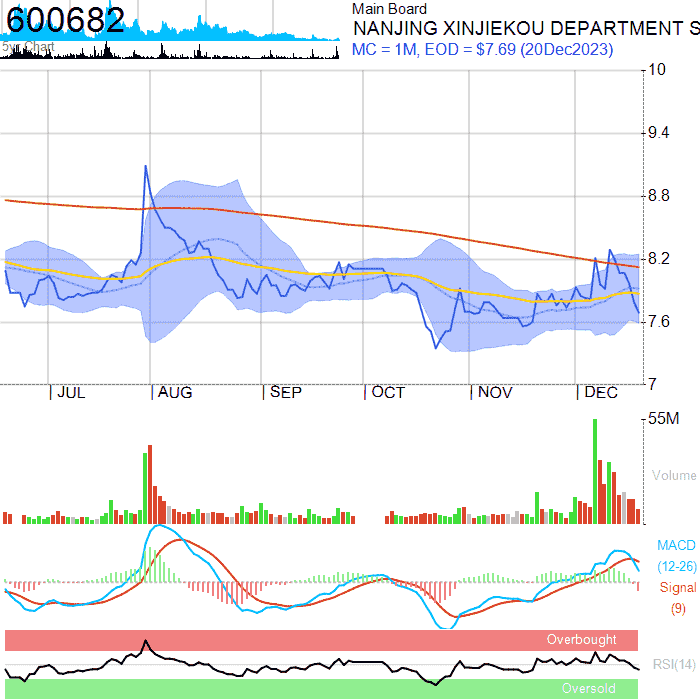 600682
5yr Chart
Main Board
NANJING XINJIEKOU DEPARTMENT S
MC = 1M, EOD = $7.69 (20Dec2023)
10
9.4
8.8
8.2
7.6
7
JUL
AUG
SEP
OCT
NOV
DEC
55M
Volume
MACD
(12-26)
Signal
(9)
Overbought
RSI(14)
Oversold